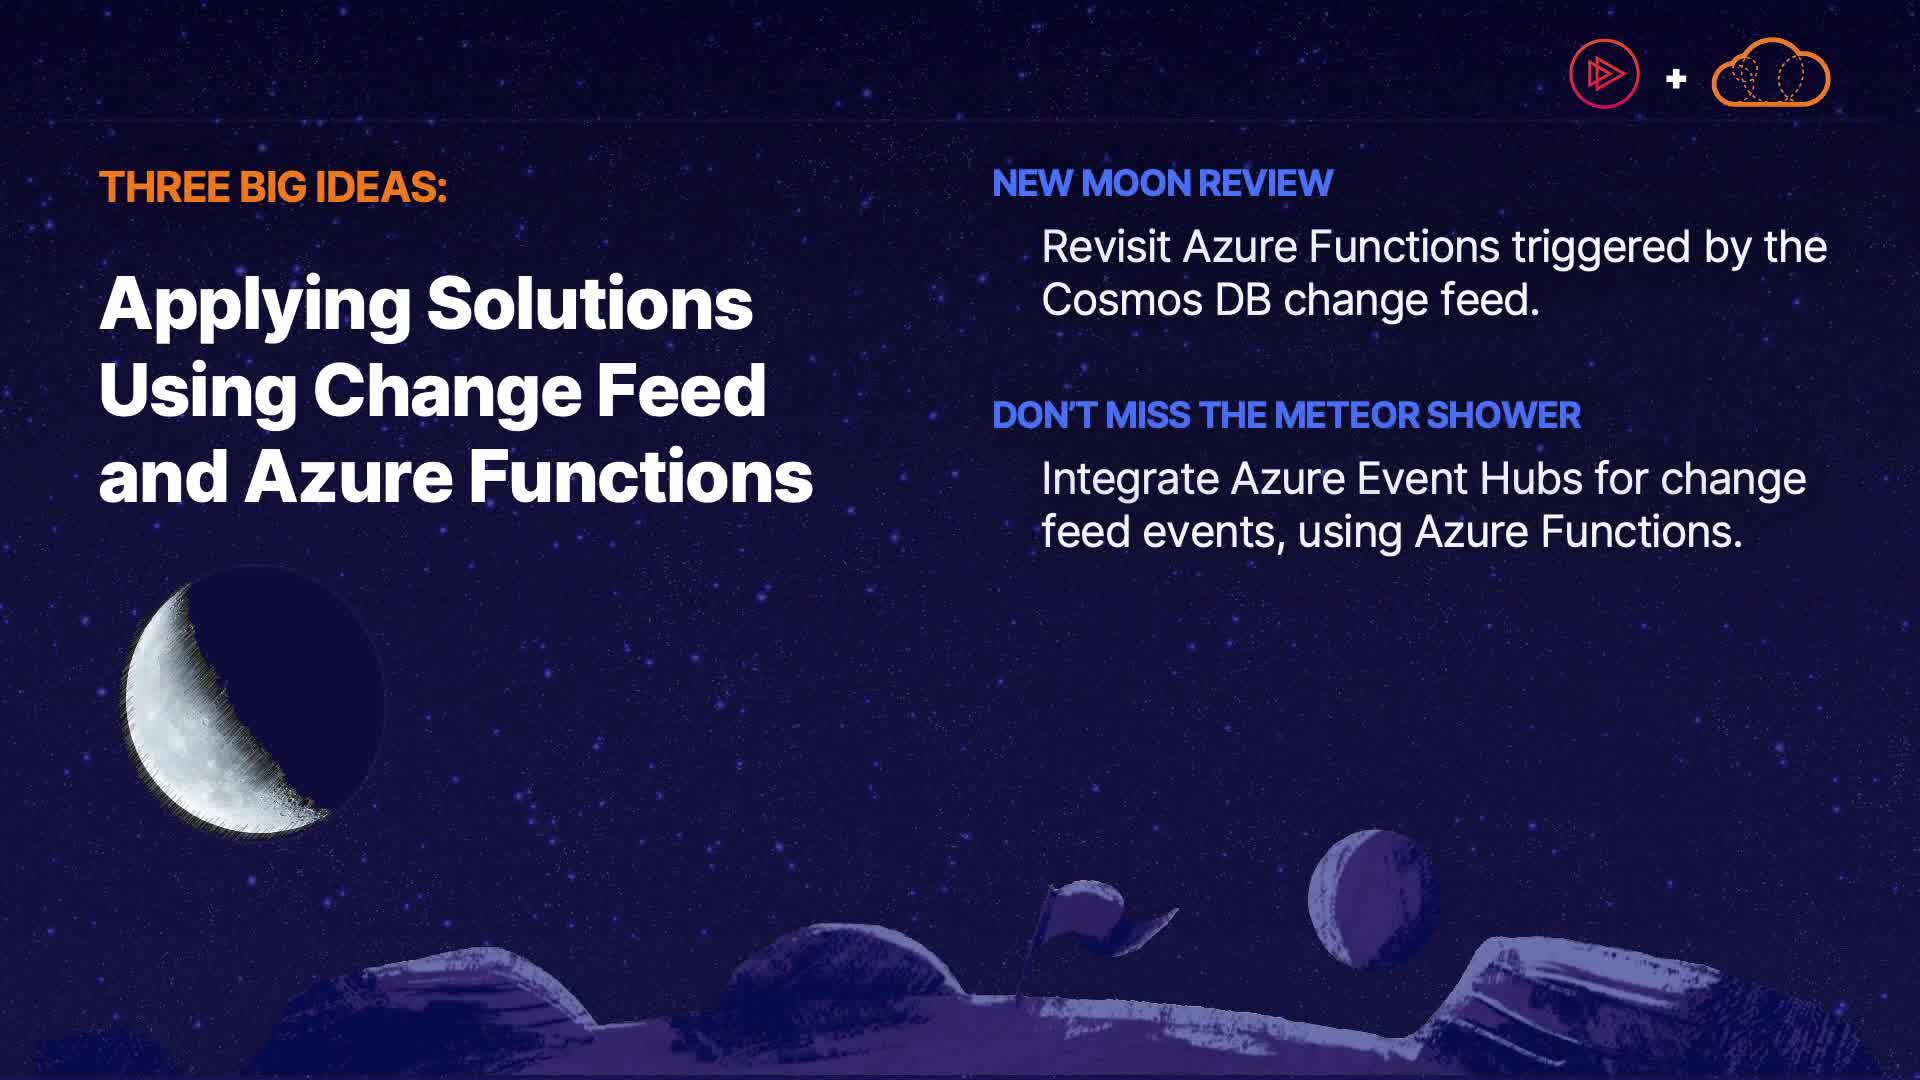 THREE BIG IDEAS:
Applying Solutions
Using Change Feed
and Azure Functions
NEW MOON REVIEW
Revisit Azure Functions triggered by the
Cosmos DB change feed.
DON’T MISS THE METEOR SHOWER
Integrate Azure Event Hubs for change
feed events, using Azure Functions.
+